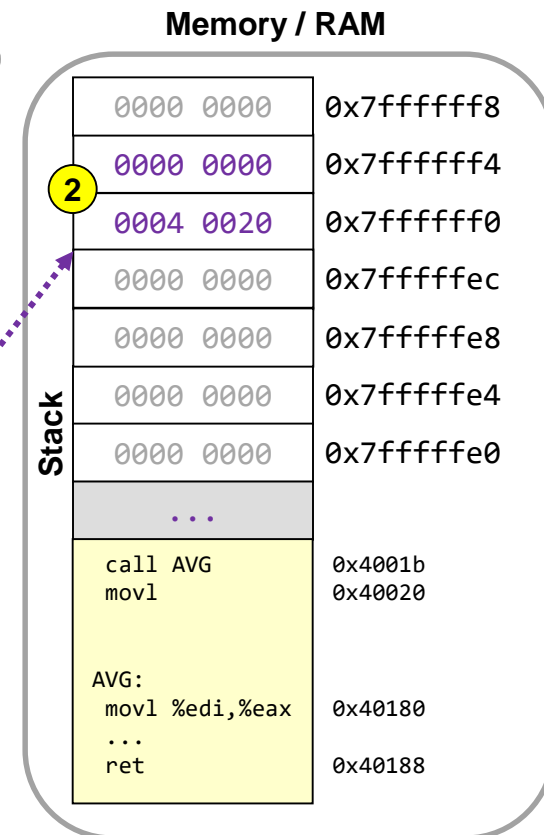 Memory / RAM
0000 0000 0x7ffffff8
0000 0000 0x7ffffff4
2
0004 0020 0x7ffffff0
0000 0000 0x7fffffec
0000 0000 0x7fffffe8
0000 0000 0x7fffffe4
Stack
0000 0000 0x7fffffe0
...
call AVG 0x4001b
movl 0x40020
AVG:
movl %edi,%eax 0x40180
...
ret 0x40188